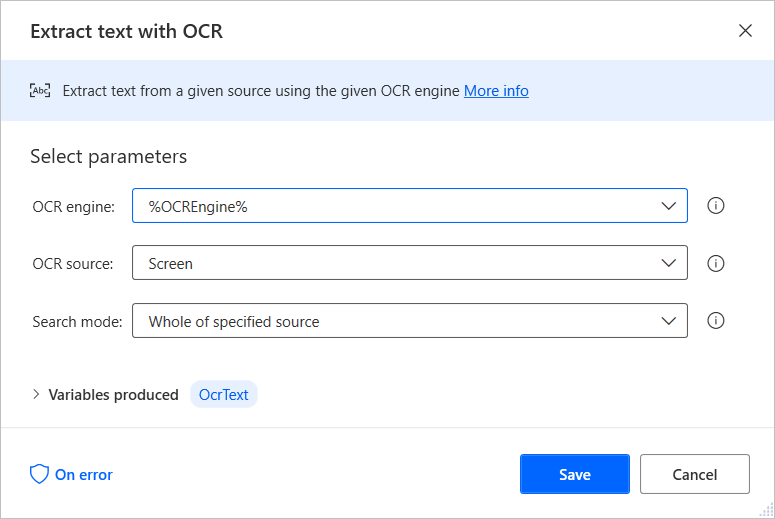 Extract text with OCR
Abc Extract text from a given source using the given OCR engine More info
Select parameters
OCR engine: %OCREngine%
OCR source: Screen
Search mode: Whole of specified source
Variables produced OcrText
On error Save Cancel